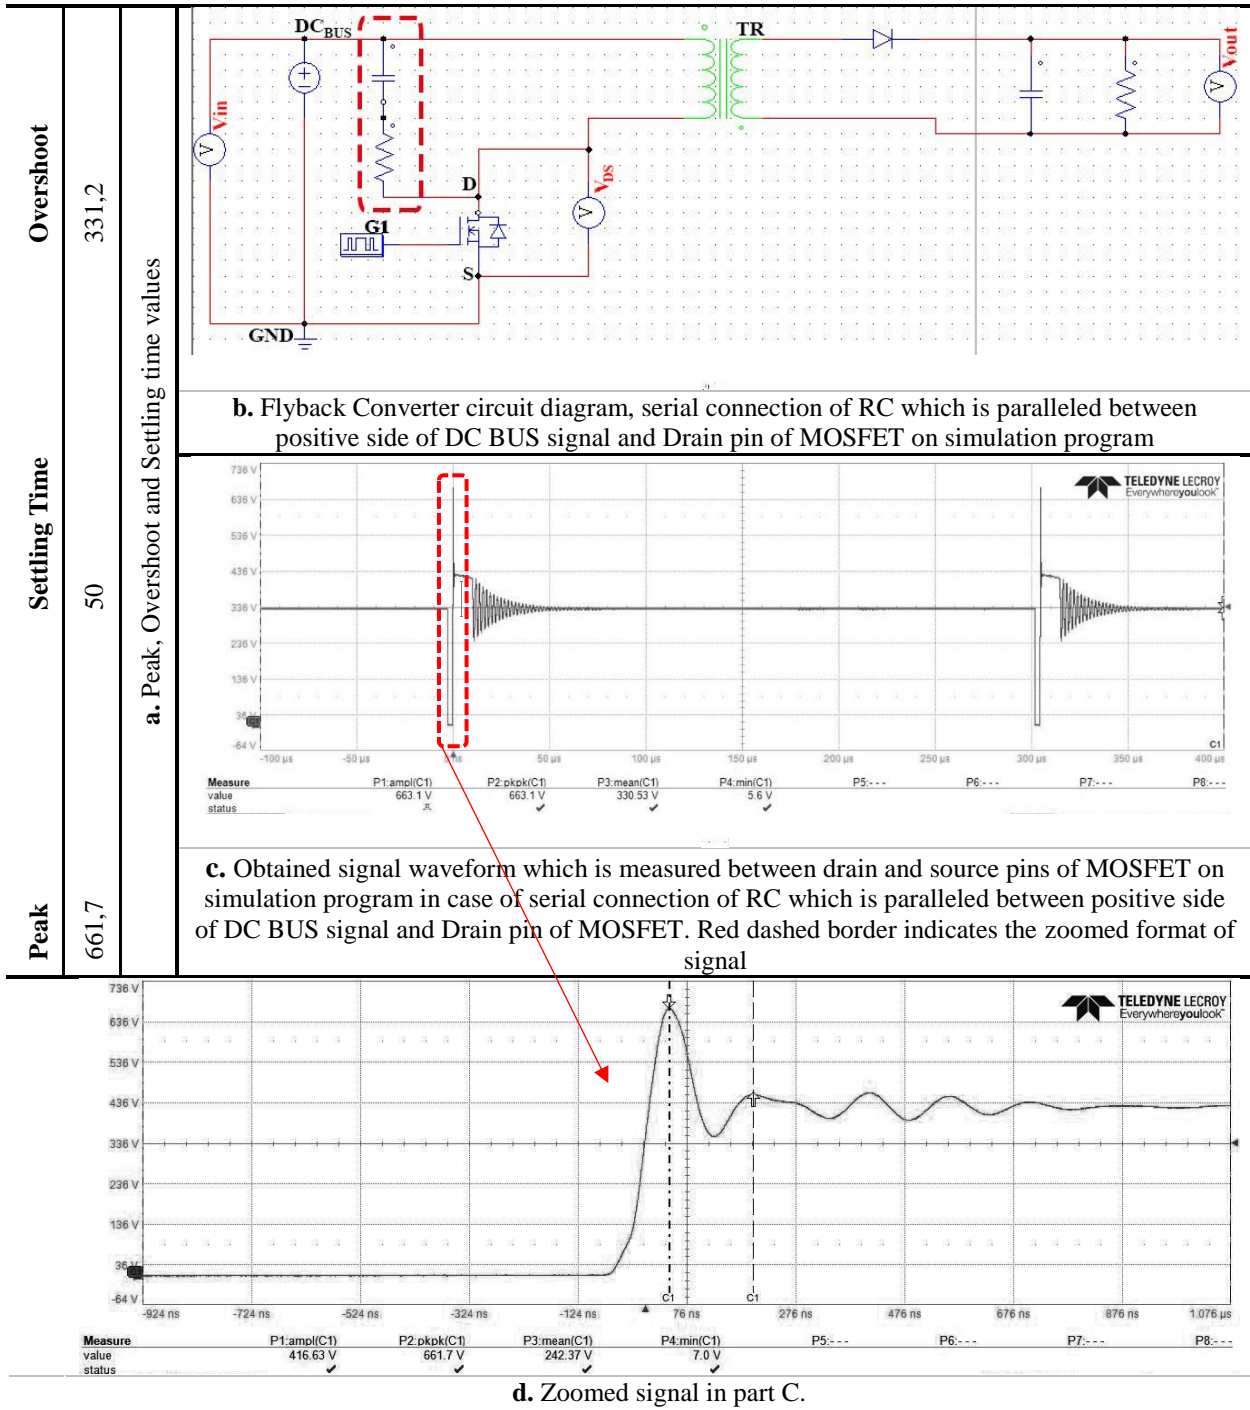 Overshoot
331,2
Settling Time
50
Peak
661,7
a. Peak, Overshoot and Settling time values
DC_BUS
TR
Vin
V
D
G1
S
V_DS
V
Vout
V
GND
b. Flyback Converter circuit diagram, serial connection of RC which is paralleled between
positive side of DC BUS signal and Drain pin of MOSFET on simulation program
TELEDYNE LECROY
Everywhereyoulook
736 V
636 V
536 V
436 V
336 V
236 V
136 V
36 V
-64 V
C1
-100 µs -50 µs 0 ns 50 µs 100 µs 150 µs 200 µs 250 µs 300 µs 350 µs 400 µs
Measure P1:ampl(C1) P2:pkpk(C1) P3:mean(C1) P4:min(C1) P5:- - - P6:- - - P7:- - - P8:- - -
value 663.1 V 663.1 V 330.53 V 5.6 V
status
c. Obtained signal waveform which is measured between drain and source pins of MOSFET on
simulation program in case of serial connection of RC which is paralleled between positive side
of DC BUS signal and Drain pin of MOSFET. Red dashed border indicates the zoomed format of
signal
TELEDYNE LECROY
Everywhereyoulook
736 V
636 V
536 V
436 V
336 V
236 V
136 V
36 V
-64 V
C1 C1
-924 ns -724 ns -524 ns -324 ns -124 ns 76 ns 276 ns 476 ns 676 ns 876 ns 1.076 µs
Measure P1:ampl(C1) P2:pkpk(C1) P3:mean(C1) P4:min(C1) P5:- - - P6:- - - P7:- - - P8:- - -
value 416.63 V 661.7 V 242.37 V 7.0 V
status
d. Zoomed signal in part C.